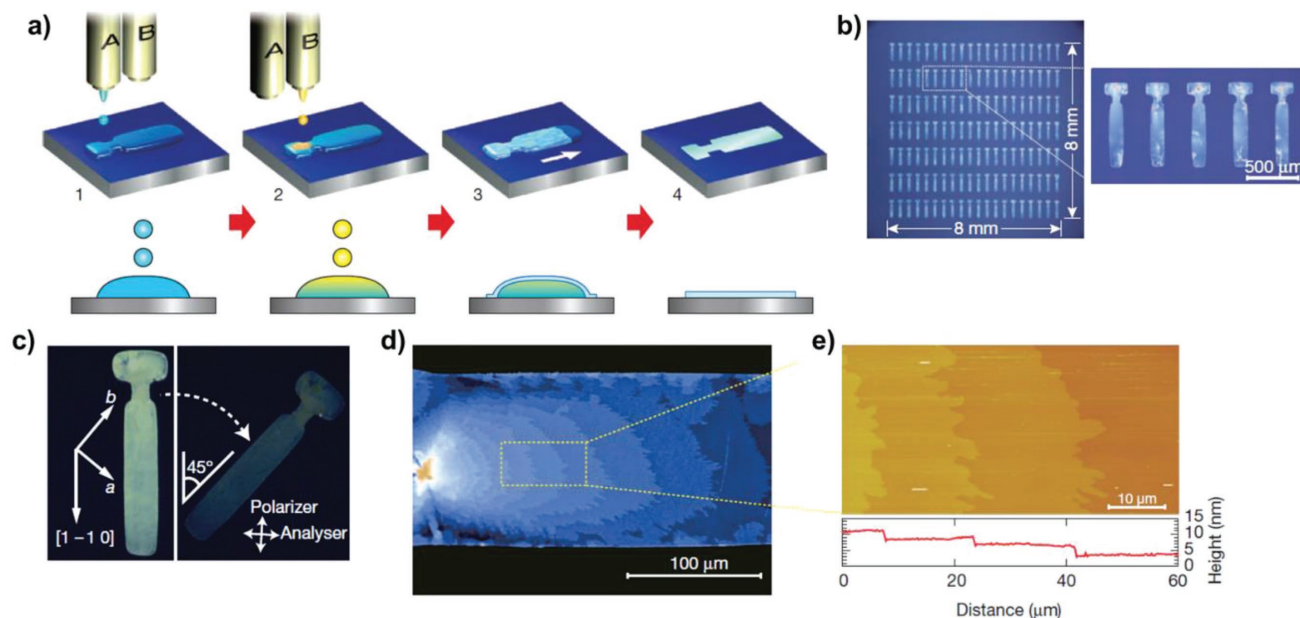 a)
A B
A B
1
2
3
4
b)
8 mm
8 mm
500 μm
c)
b
a
[1 −1 0]
45°
Polarizer
Analyser
d)
100 μm
e)
10 μm
15
10
5
0
Height (nm)
0 20 40 60
Distance (μm)